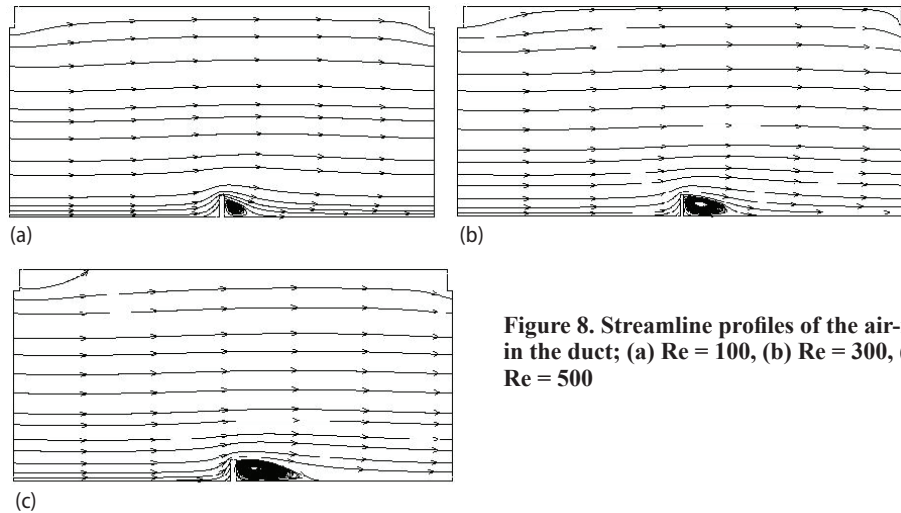 (a)
(b)
(c)
Figure 8. Streamline profiles of the air-
in the duct; (a) Re = 100, (b) Re = 300, (
Re = 500